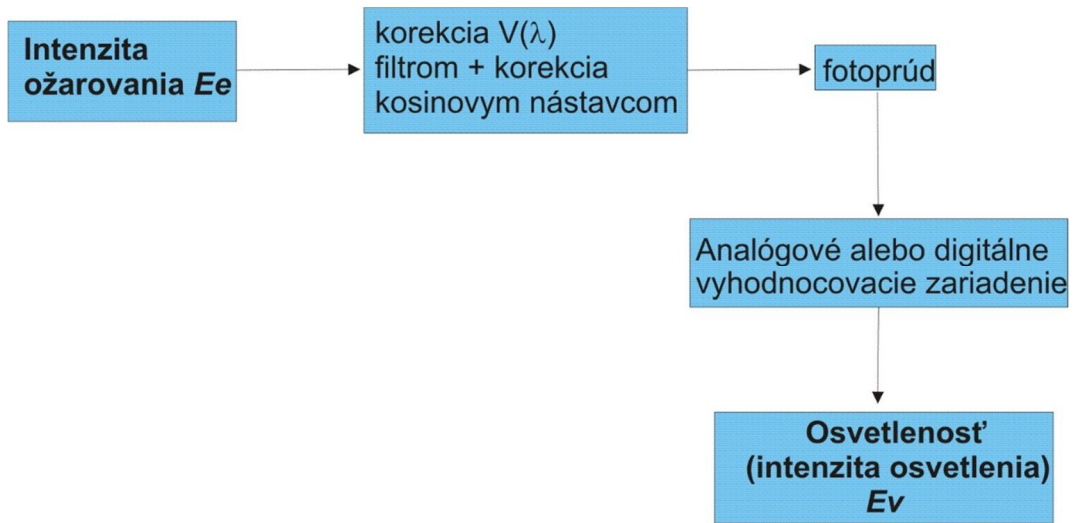 Intenzita
ožarovania Ee
korekcia V(λ)
filtrom + korekcia
kosinovym nástavcom
fotoprúd
Analógové alebo digitálne
vyhodnocovacie zariadenie
Osvetlenosť
(intenzita osvetlenia)
Ev